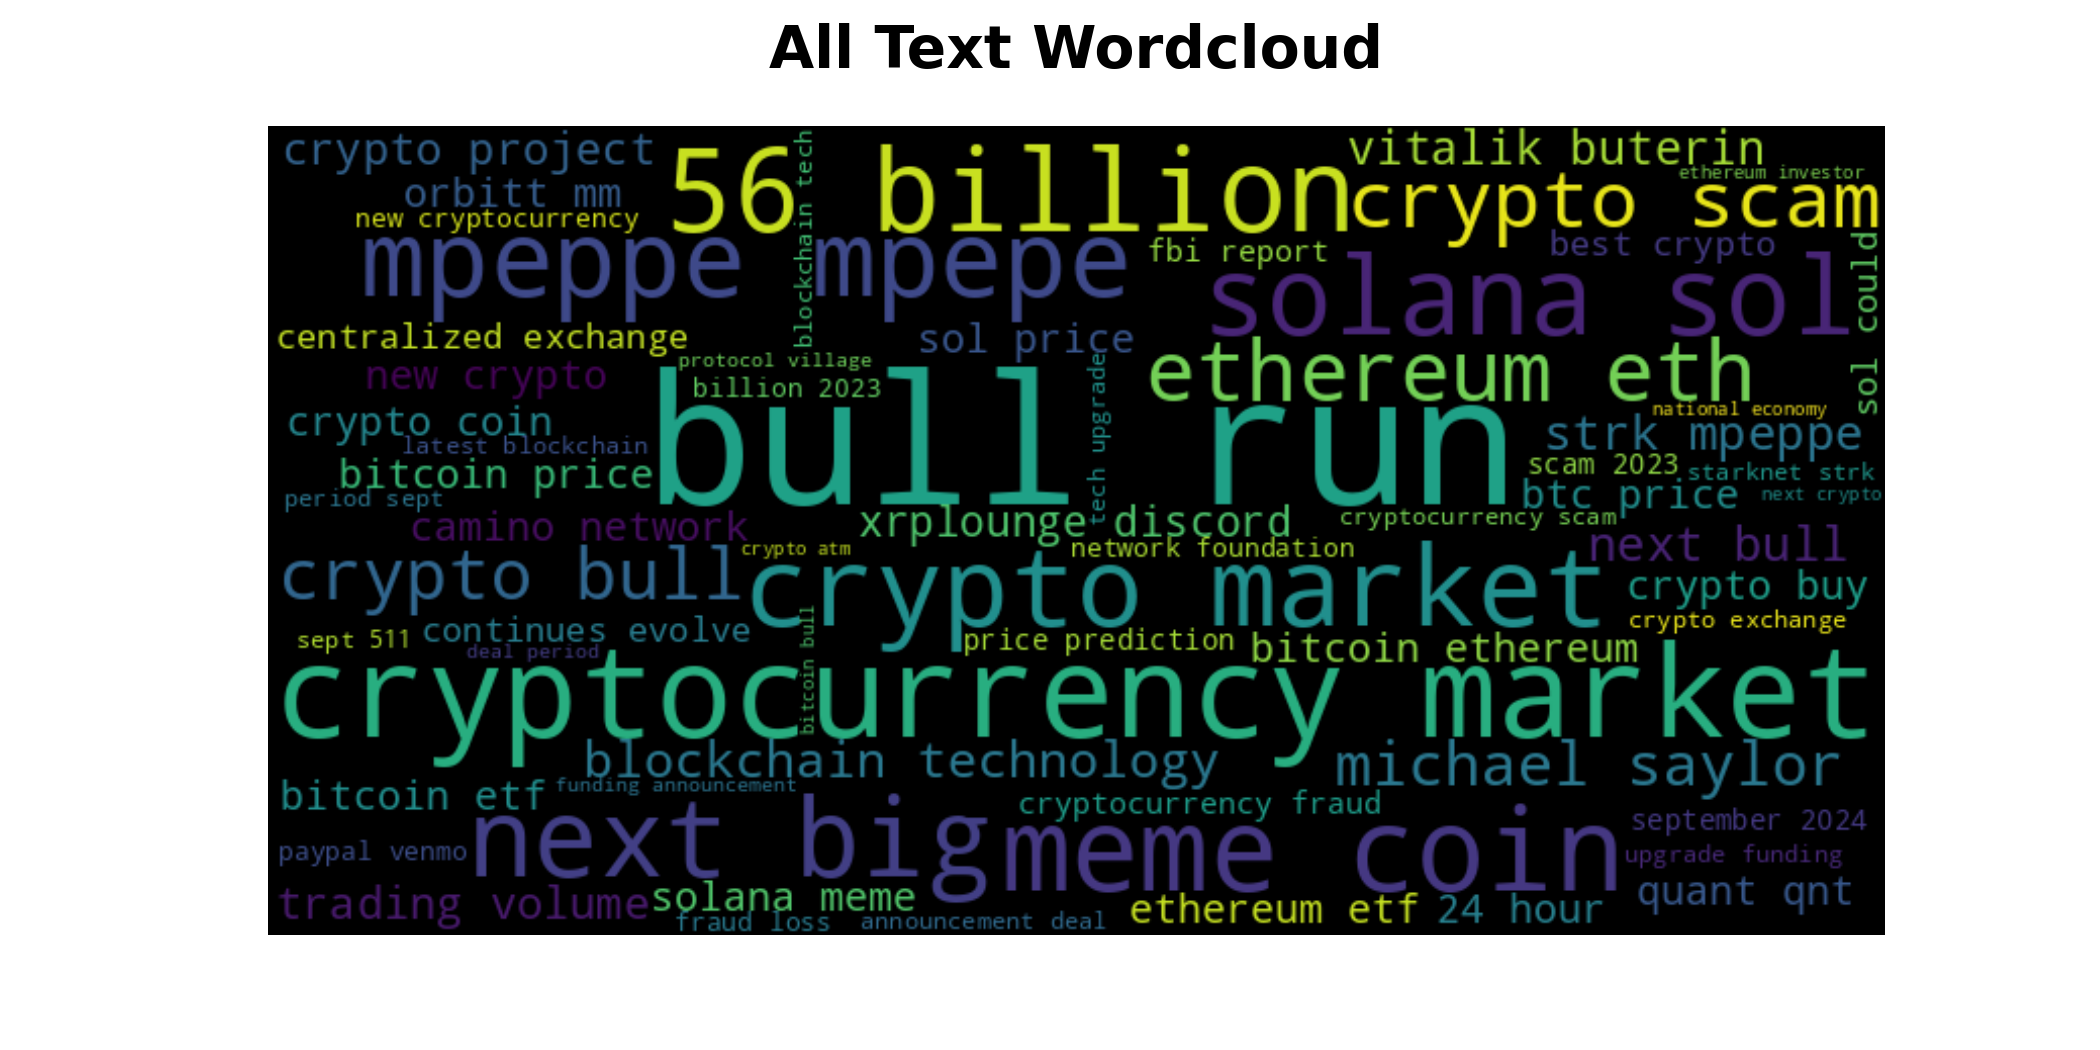 All Text Wordcloud
crypto project
56 billion
blockchain tech
vitalik buterin
ethereum investor
orbitt mm
crypto scam
new cryptocurrency
mpeppe mpepe
fbi report
best crypto
solana sol
sol could
centralized exchange
sol price
protocol village
new crypto
billion 2023
tech upgrade
ethereum eth
national economy
crypto coin
bull run
strk mpeppe
latest blockchain
bitcoin price
scam 2023
starknet strk
period sept
btc price
next crypto
camino network
xrplounge discord
cryptocurrency scam
crypto atm
network foundation
next bull
crypto bull
crypto market
crypto buy
bitcoin bull
sept 511
continues evolve
price prediction
bitcoin ethereum
crypto exchange
deal period
cryptocurrency market
blockchain technology
michael saylor
bitcoin etf
funding announcement
cryptocurrency fraud
next big
meme coin
september 2024
paypal venmo
upgrade funding
trading volume
solana meme
quant qnt
fraud loss
announcement deal
ethereum etf
24 hour